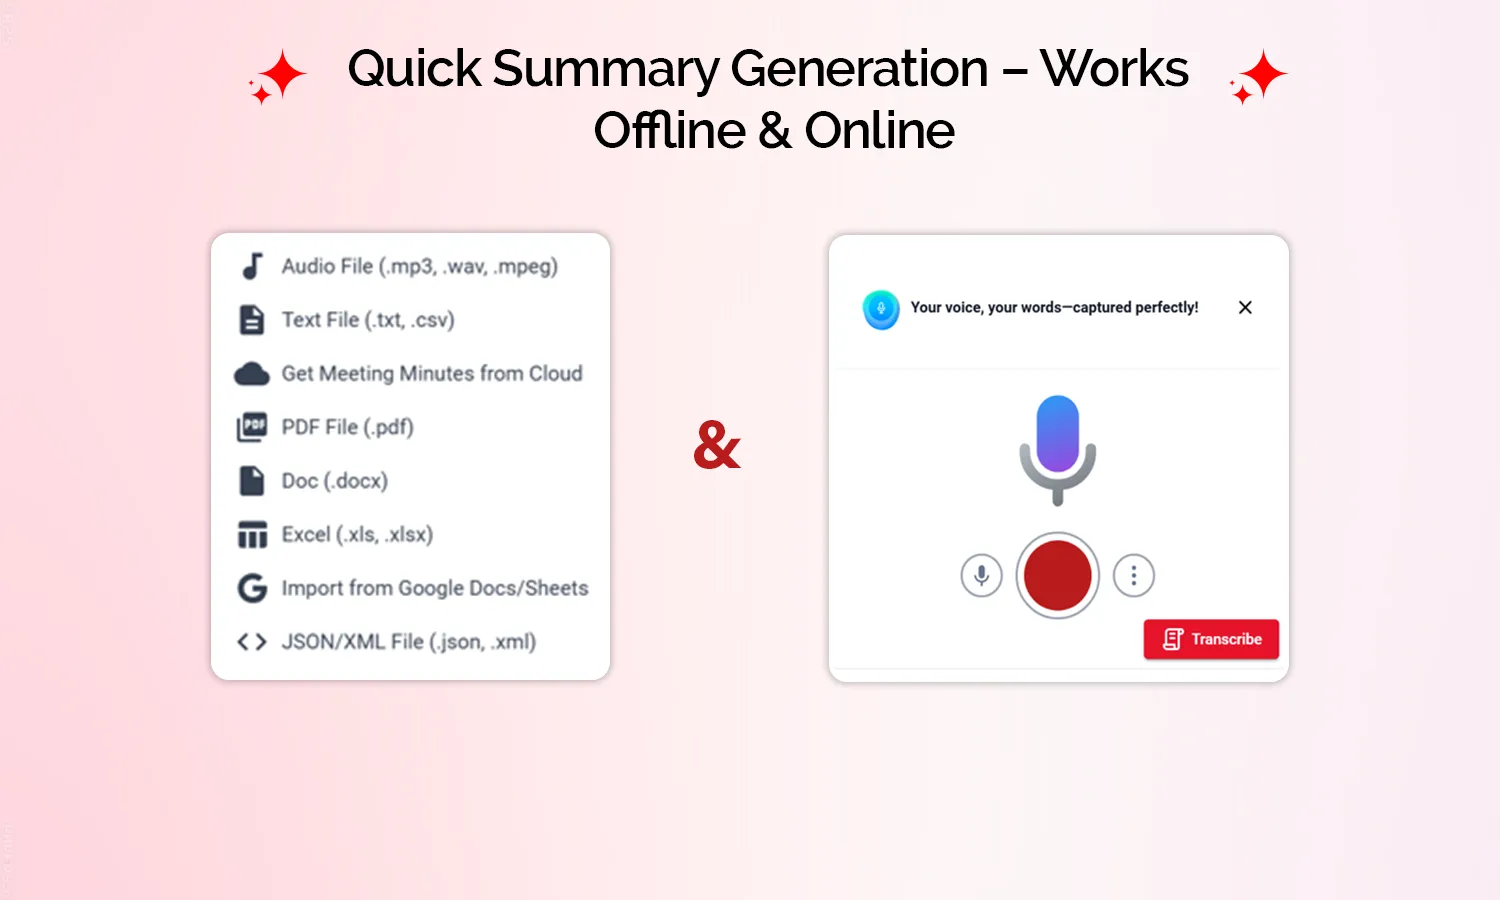 Quick Summary Generation – Works
Offline & Online
Audio File (.mp3, .wav, .mpeg)
Text File (.txt, .csv)
Get Meeting Minutes from Cloud
PDF
PDF File (.pdf)
Doc (.docx)
Excel (.xls, .xlsx)
Import from Google Docs/Sheets
JSON/XML File (.json, .xml)
&
Your voice, your words—captured perfectly!
Transcribe